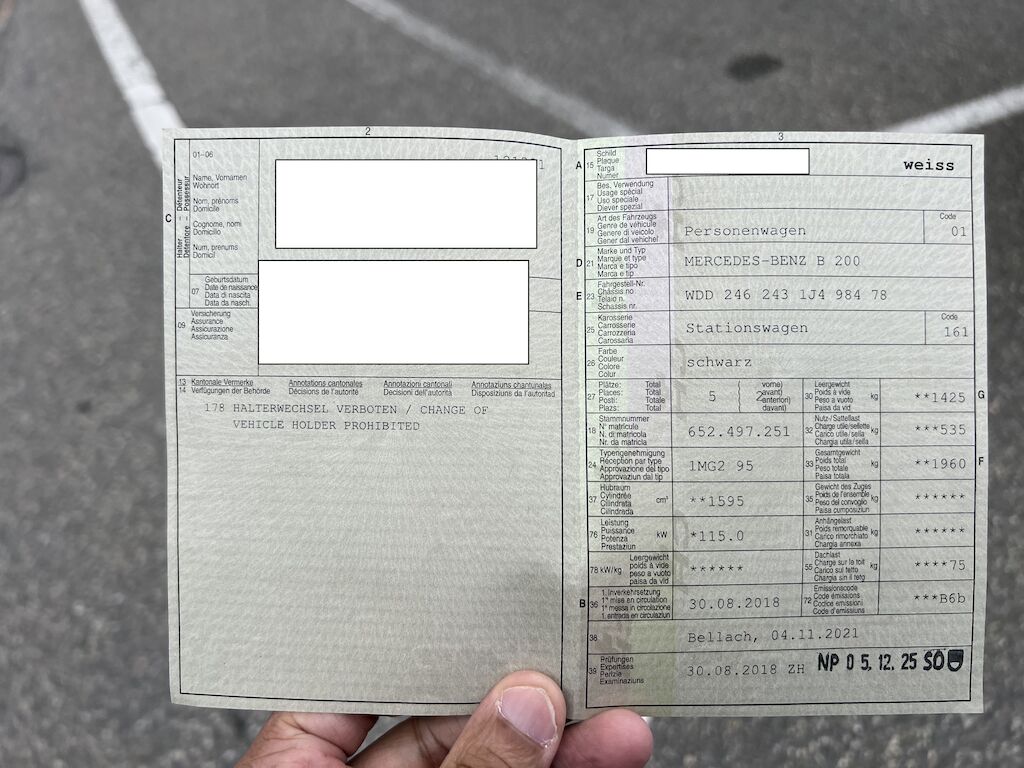 2
01-06
Name, Vornamen
Wohnort
Nom, prénoms
Domicile
Cognome, nomi
Domicilio
Num, prenums
Domicil
C
Halter – Détenteur
Detentore – Possessur
07
Geburtsdatum
Date de naissance
Data di nascita
Data da nasch.
09
Versicherung
Assurance
Assicurazione
Assicuranza
13
14
Kantonale Vermerke
Verfügungen der Behörde
Annotations cantonales
Décisions de l'autorité
Annotazioni cantonali
Decisioni dell'autorità
Annotaziuns chantunalas
Disposiziuns da l'autoritad
178 HALTERWECHSEL VERBOTEN / CHANGE OF
VEHICLE HOLDER PROHIBITED
3
A 15
Schild
Plaque
Targa
Numer
weiss
17
Bes. Verwendung
Usage spécial
Uso speciale
Diever spezial
19
Art des Fahrzeugs
Genre de véhicule
Genere di veicolo
Gener dal vehichel
Personenwagen
Code
01
D 21
Marke und Typ
Marque et type
Marca e tipo
Marca e tip
MERCEDES-BENZ B 200
E 23
Fahrgestell-Nr.
Châssis no
Telaio n.
Schassis nr.
WDD 246 243 1J4 984 78
25
Karosserie
Carrosserie
Carrozzeria
Carossaria
Stationswagen
Code
161
26
Farbe
Couleur
Colore
Colur
schwarz
27
Plätze: Total
Places: Total
Posti: Totale
Plazs: Total
5
( vorne)
avant)
anteriori)
davant)
2
30
Leergewicht
Poids à vide
Peso a vuoto
Paisa da vid
kg
**1425
G
18
Stammnummer
N° matricule
N. di matricola
Nr. da matricla
652.497.251
32
Nutz-/Sattellast
Charge utile/sellette
Carico utile/sella
Chargia utila/sella
kg
***535
24
Typengenehmigung
Réception par type
Approvazione del tipo
Approvaziun dal tip
1MG2 95
33
Gesamtgewicht
Poids total
Peso totale
Paisa totala
kg
**1960
F
37
Hubraum
Cylindrée
Cilindrata
Cilindrada
cm³
**1595
35
Gewicht des Zuges
Poids de l'ensemble
Peso del convoglio
Paisa cumposiziun
kg
******
76
Leistung
Puissance
Potenza
Prestaziun
kW
*115.0
31
Anhängelast
Poids remorquable
Carico rimorchiato
Chargia annexa
kg
******
78 kW/kg
Leergewicht
poids à vide
peso a vuoto
paisa da vid
******
55
Dachlast
Charge sur le toit
Carico sul tetto
Chargia sin il tetg
kg
****75
B 36
1. Inverkehrsetzung
1re mise en circulation
1a messa in circolazione
1. entrada en circulaziun
30.08.2018
72
Emissionscode
Code émissions
Codice emissioni
Code d'emissiuns
***B6b
38
Bellach, 04.11.2021
39
Prüfungen
Expertises
Perizie
Examinaziuns
30.08.2018 ZH
NP 0 5. 12. 25 SO